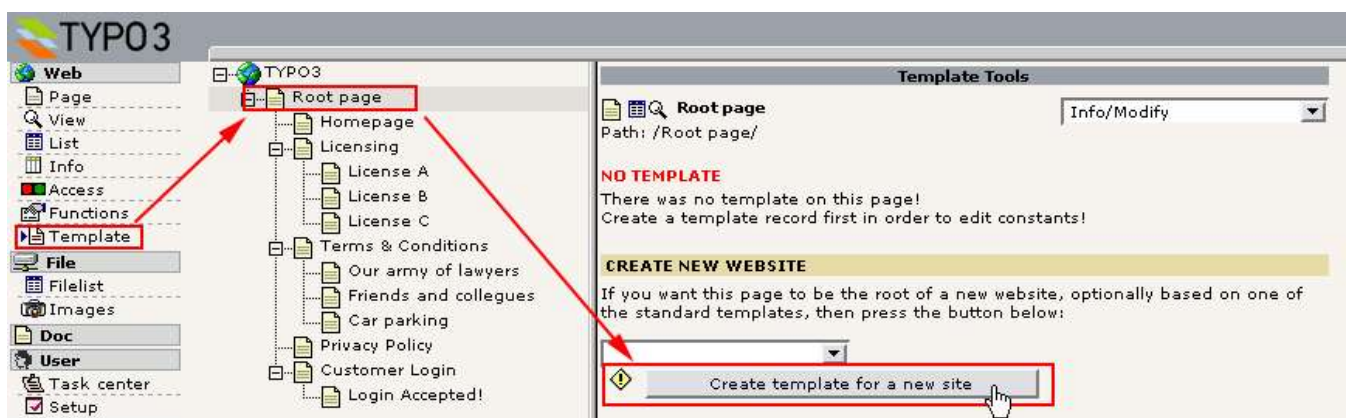 TYPO3
Web
Page
View
List
Info
Access
Functions
Template
File
Filelist
Images
Doc
User
Task center
Setup
TYPO3
Root page
Homepage
Licensing
License A
License B
License C
Terms & Conditions
Our army of lawyers
Friends and collegues
Car parking
Privacy Policy
Customer Login
Login Accepted!
Template Tools
Root page
Info/Modify
Path: /Root page/
NO TEMPLATE
There was no template on this page!
Create a template record first in order to edit constants!
CREATE NEW WEBSITE
If you want this page to be the root of a new website, optionally based on one of
the standard templates, then press the button below:
Create template for a new site